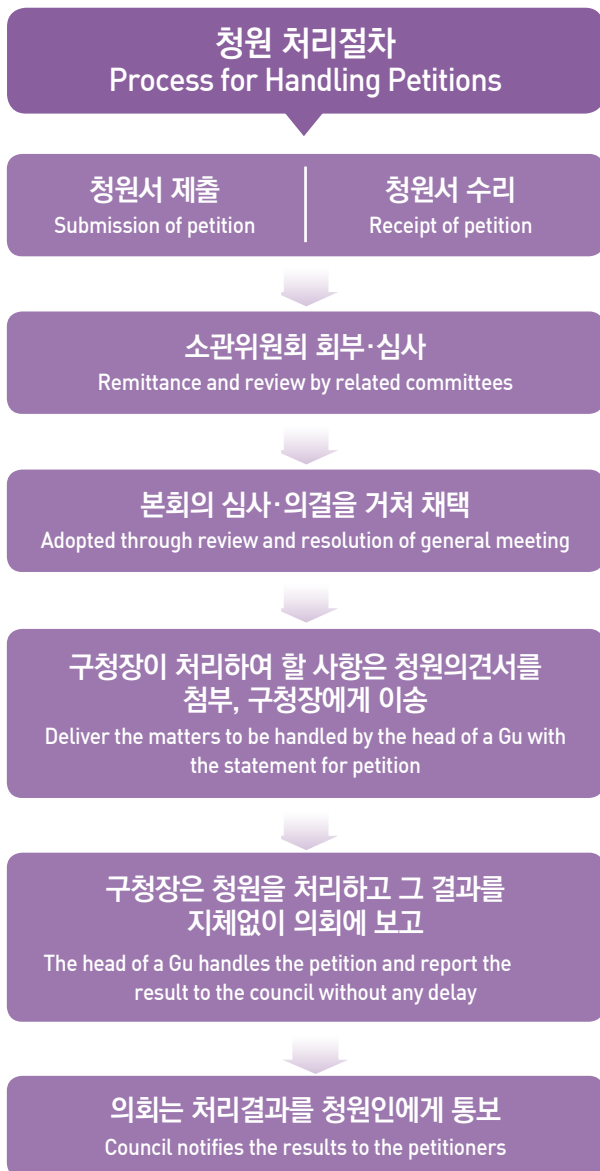 청원 처리절차
Process for Handling Petitions
청원서 제출
Submission of petition
청원서 수리
Receipt of petition
소관위원회 회부·심사
Remittance and review by related committees
본회의 심사·의결을 거쳐 채택
Adopted through review and resolution of general meeting
구청장이 처리하여 할 사항은 청원의견서를
첨부, 구청장에게 이송
Deliver the matters to be handled by the head of a Gu with
the statement for petition
구청장은 청원을 처리하고 그 결과를
지체없이 의회에 보고
The head of a Gu handles the petition and report the
result to the council without any delay
의회는 처리결과를 청원인에게 통보
Council notifies the results to the petitioners